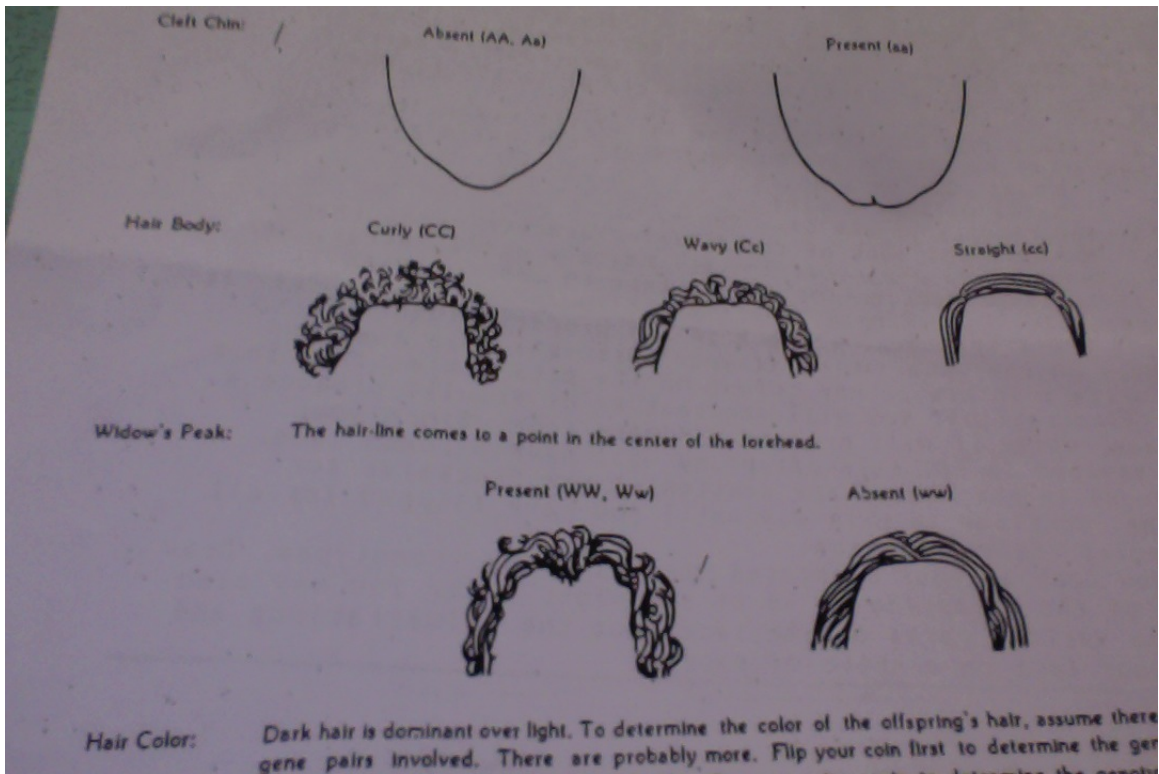 Cleft Chin:
Absent (AA, Aa)
Present (aa)
Hair Body:
Curly (CC)
Wavy (Cc)
Straight (cc)
Widow's Peak: The hair-line comes to a point in the center of the forehead.
Present (WW, Ww)
Absent (ww)
Hair Color: Dark hair is dominant over light. To determine the color of the offspring's hair, assume there
gene pairs involved. There are probably more. Flip your coin first to determine the